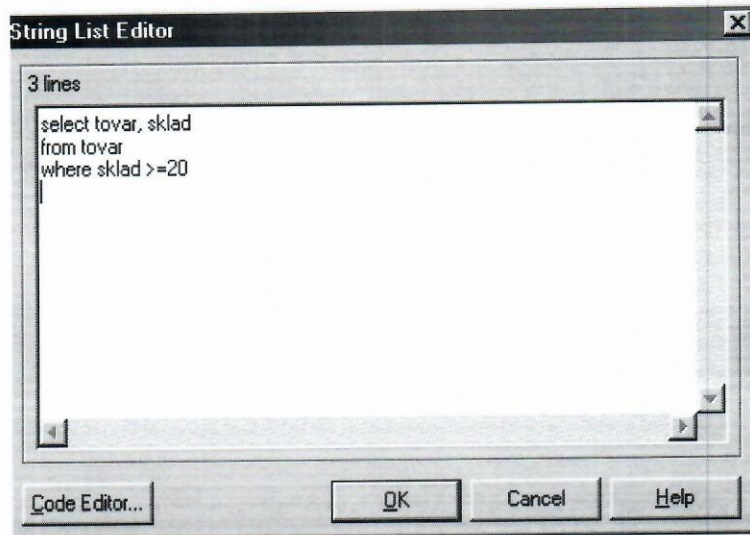 String List Editor
3 lines
select tovar, sklad
from tovar
where sklad >=20
Code Editor...
OK
Cancel
Help